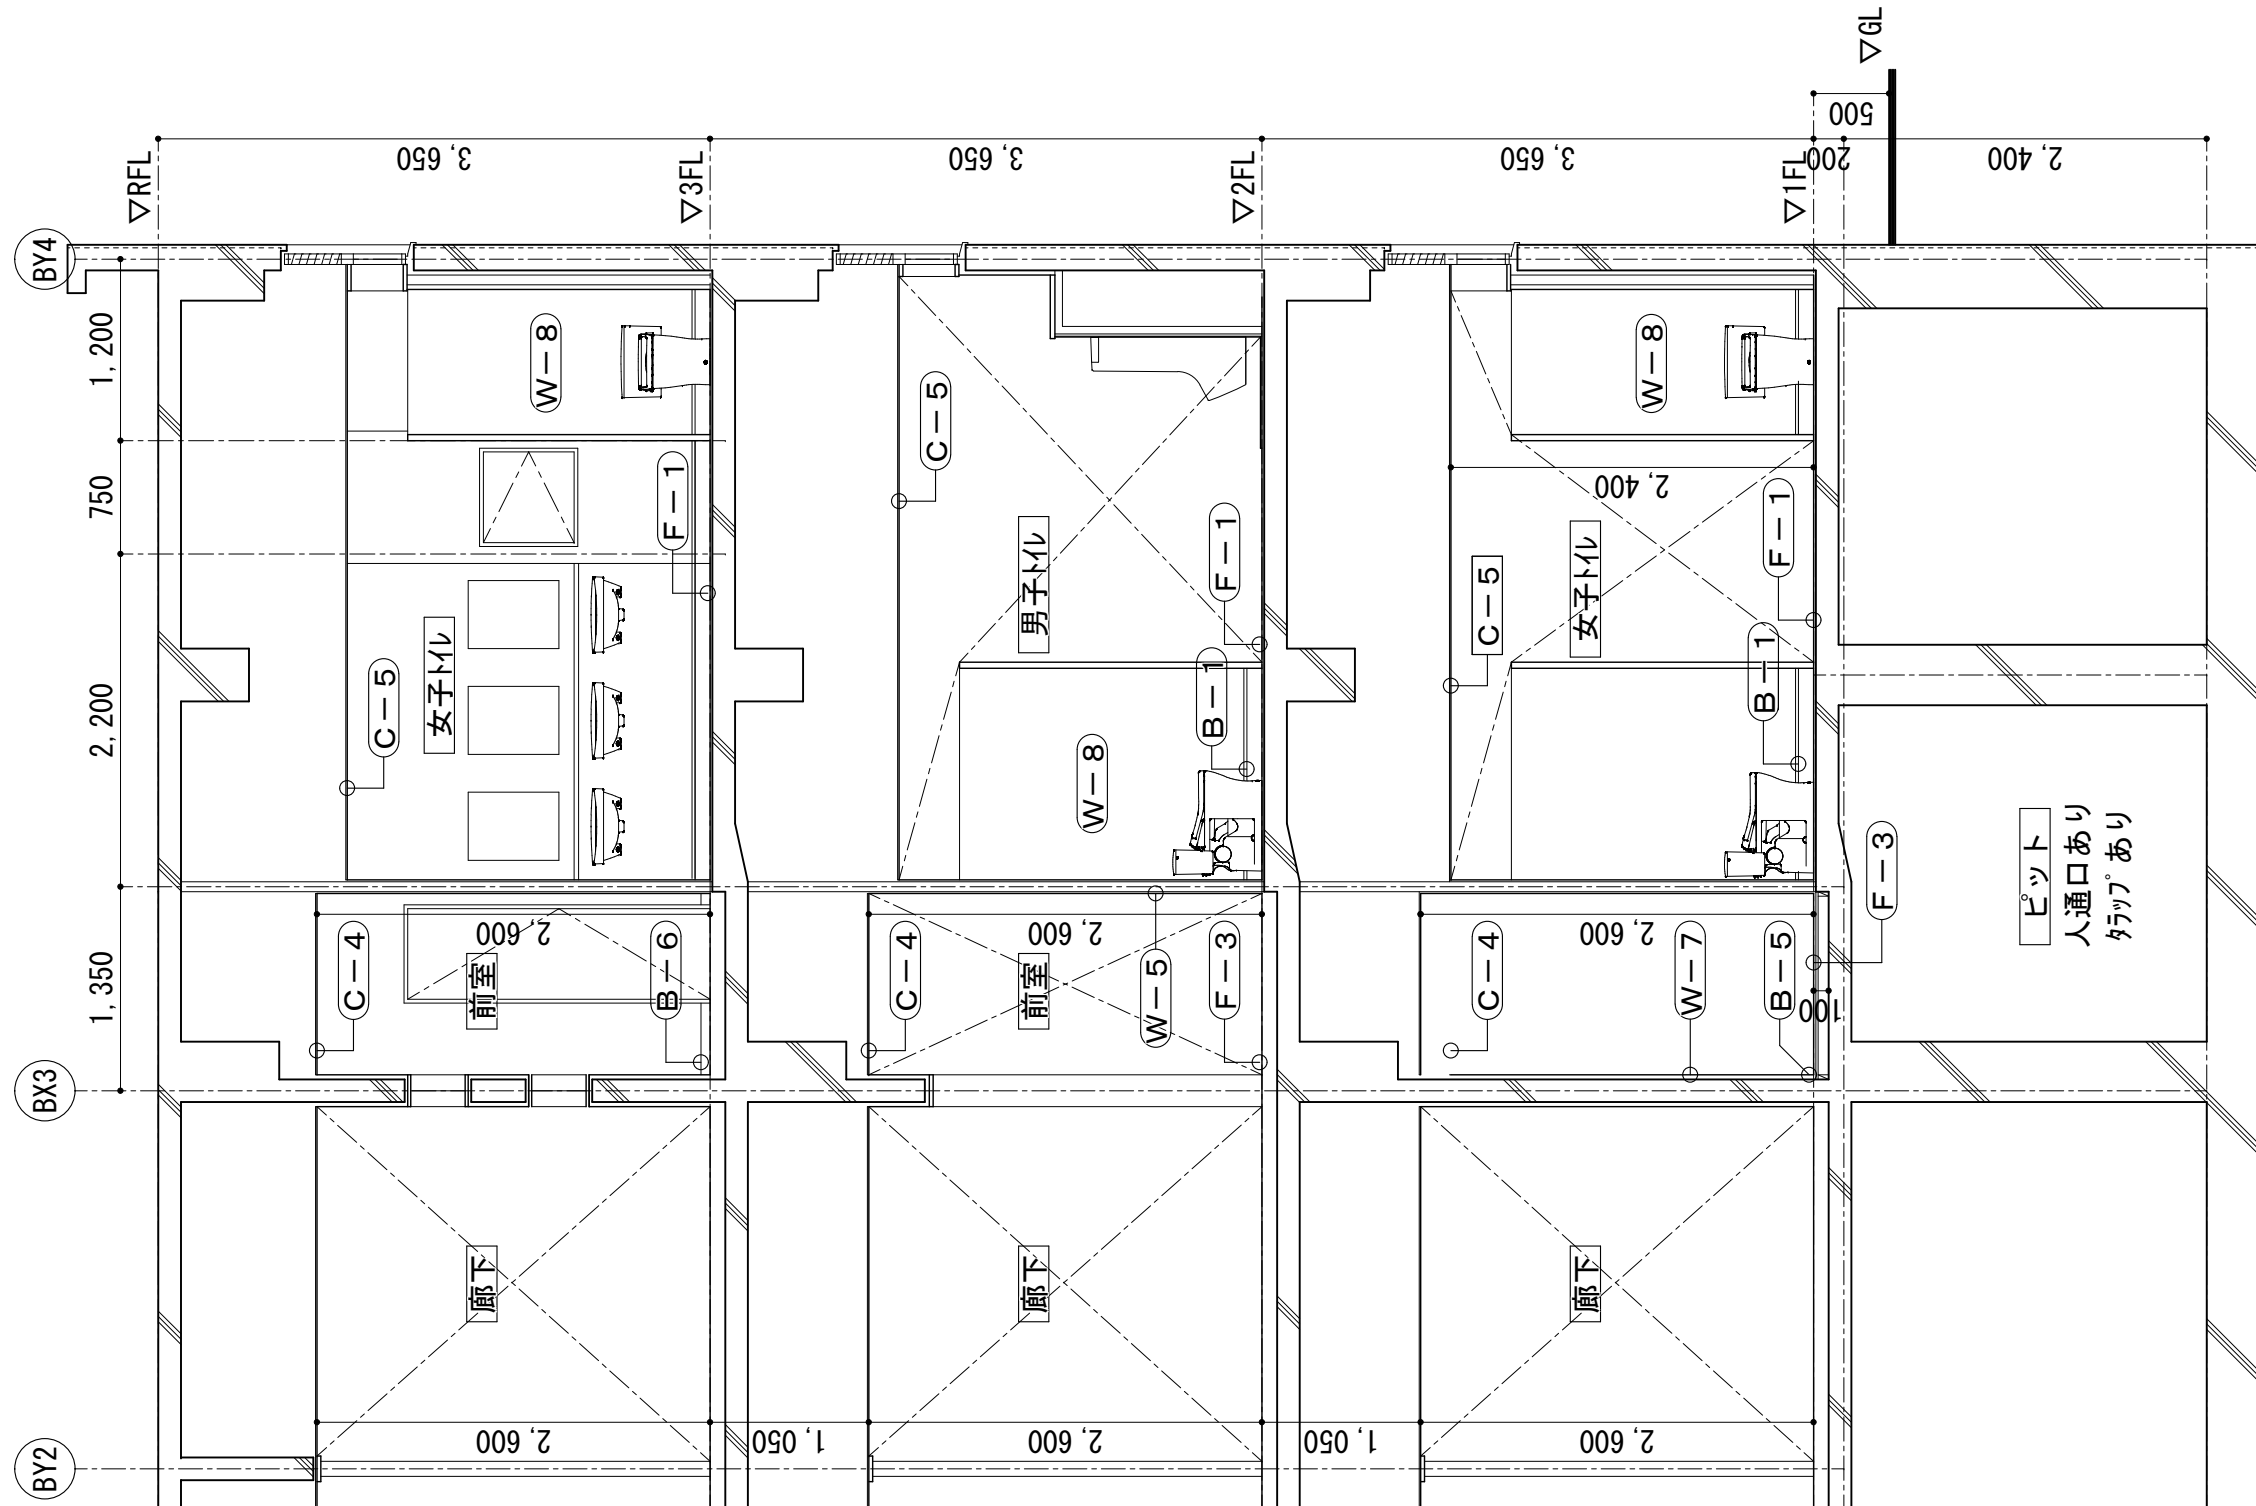 BY4
BX3
BY2
1,200
750
2,200
1,350
▽RFL
▽3FL
▽2FL
▽1FL
▽GL
3,650
3,650
3,650
200
500
2,400
W-8
F-1
女子トイレ
C-5
C-4
2,600
前室
B-6
廊下
2,600
1,050
C-5
男子トイレ
F-1
B-1
W-8
C-4
2,600
前室
W-5
F-3
廊下
2,600
1,050
W-8
2,400
C-5
女子トイレ
F-1
B-1
C-4
2,600
W-7
B-5
100
F-3
廊下
2,600
ピット
人通口あり
タラップあり